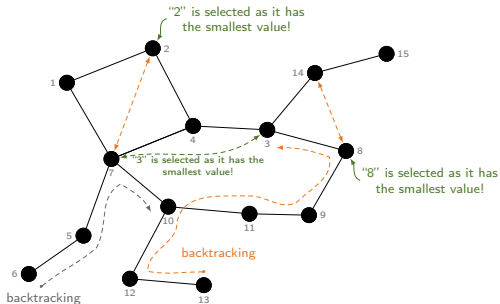 “2” is selected as it has
the smallest value!
2
1
15
14
4
3
8
“3” is selected as it has the
smallest value!
7
“8” is selected as it has
the smallest value!
10
11
9
5
backtracking
6
12
13
backtracking